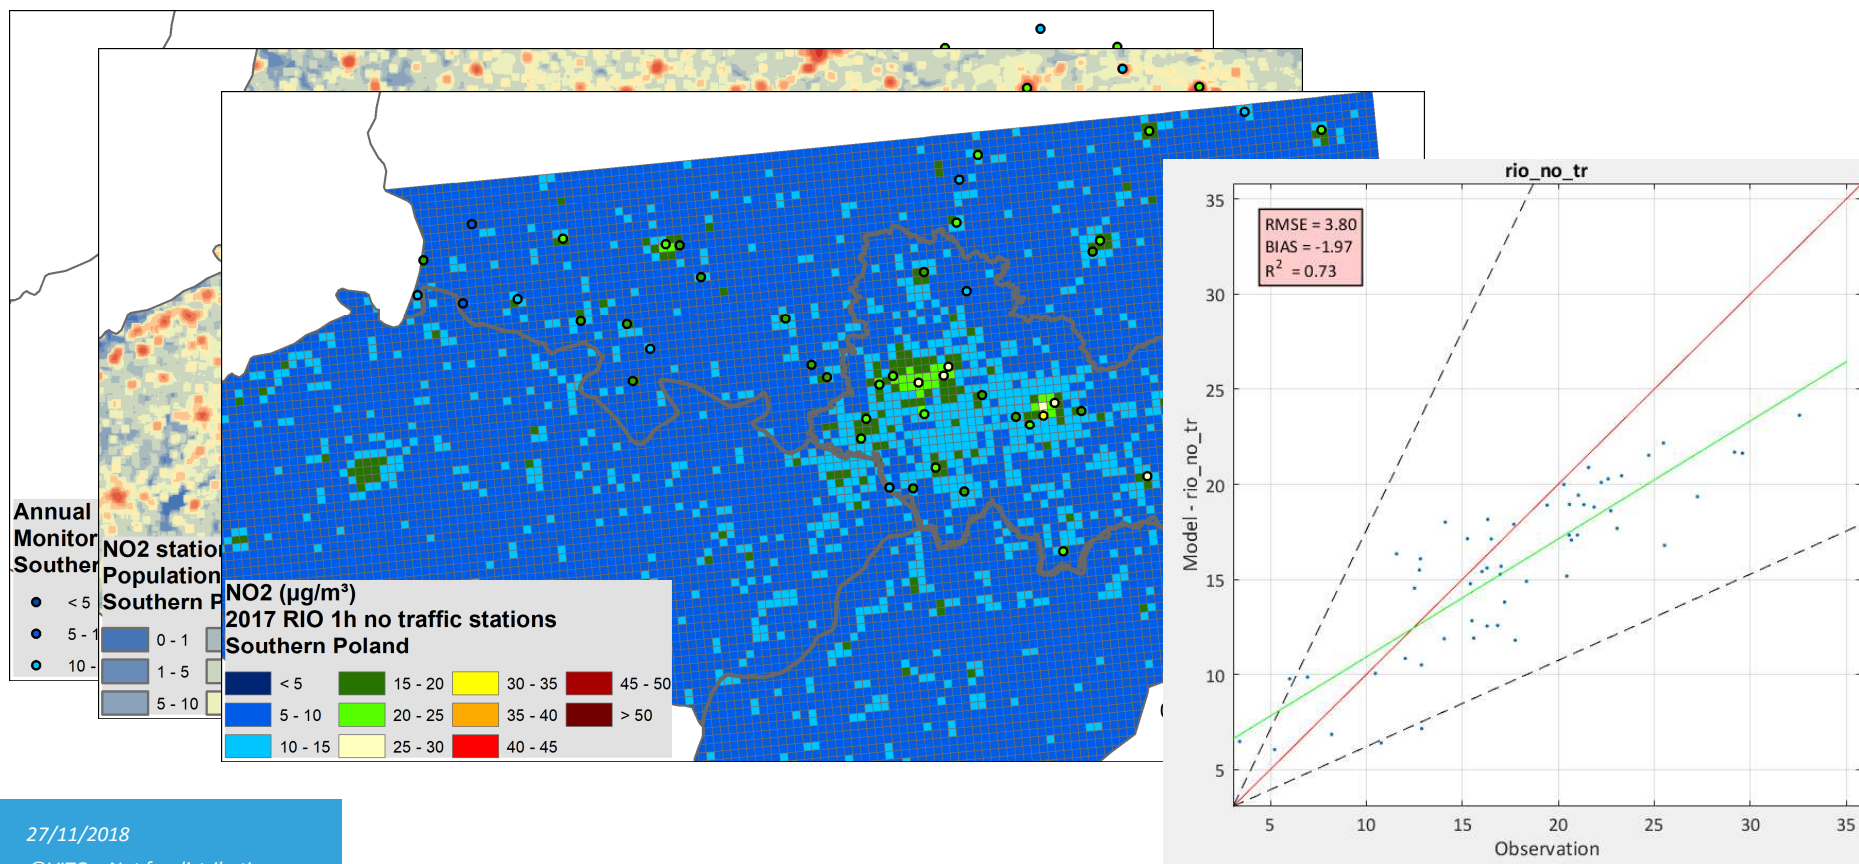 Annual
Monitor
Souther
< 5
5 - 1
10 -
NO2 station
Population
Southern P
0 - 1
1 - 5
5 - 10
NO2 (µg/m³)
2017 RIO 1h no traffic stations
Southern Poland
< 5
5 - 10
10 - 15
15 - 20
20 - 25
25 - 30
30 - 35
35 - 40
40 - 45
45 - 50
> 50
rio_no_tr
RMSE = 3.80
BIAS = -1.97
R² = 0.73
35
30
25
20
15
10
5
Model - rio_no_tr
5 10 15 20 25 30 35
Observation
27/11/2018